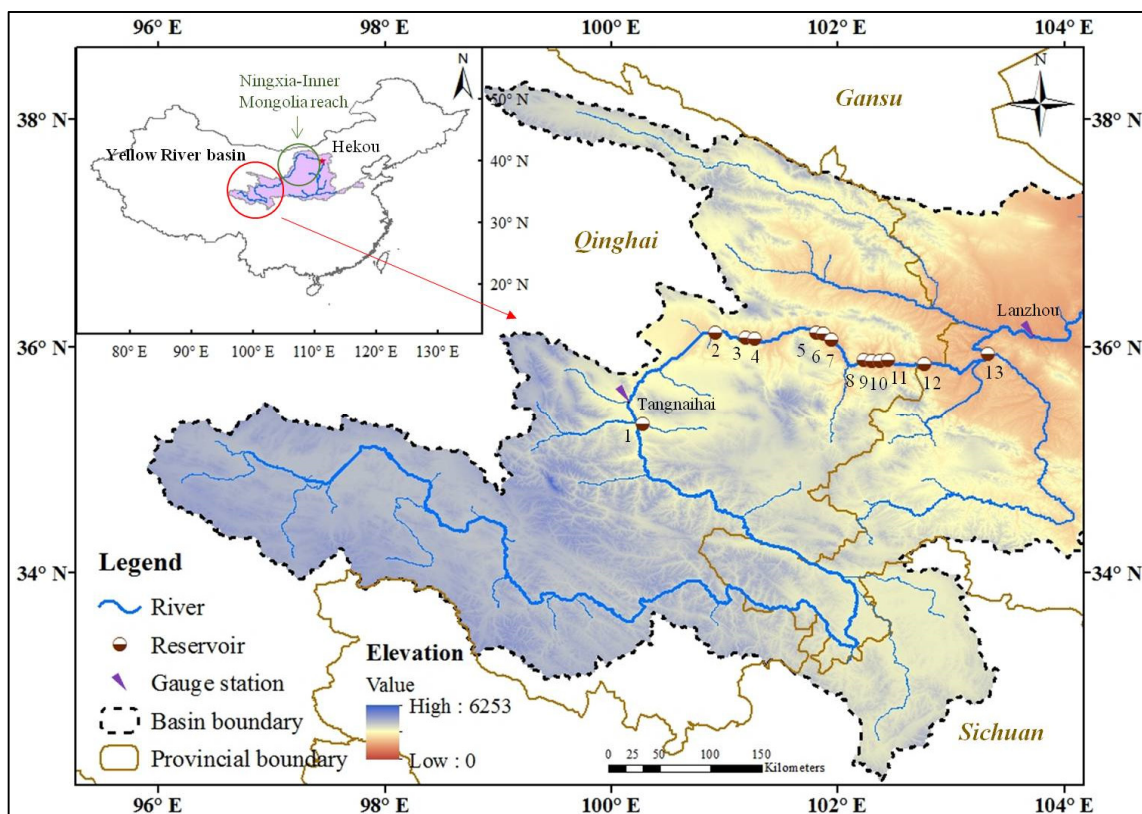 96° E 98° E 100° E 102° E 104° E
Ningxia-Inner
Mongolia reach
N
50° N
Hekou
40° N
Yellow River basin
30° N
20° N
80° E 90° E 100° E 110° E 120° E 130° E
N
Gansu
Qinghai
38° N 38° N
Lanzhou
36° N 36° N
2 3 4 5 6 7 8 9 10 11 12 13
Tangnaihai
1
34° N 34° N
Legend
River
Reservoir
Gauge station
Basin boundary
Provincial boundary
Elevation
Value
High : 6253
Low : 0
Sichuan
0 25 50 100 150
Kilometers
96° E 98° E 100° E 102° E 104° E